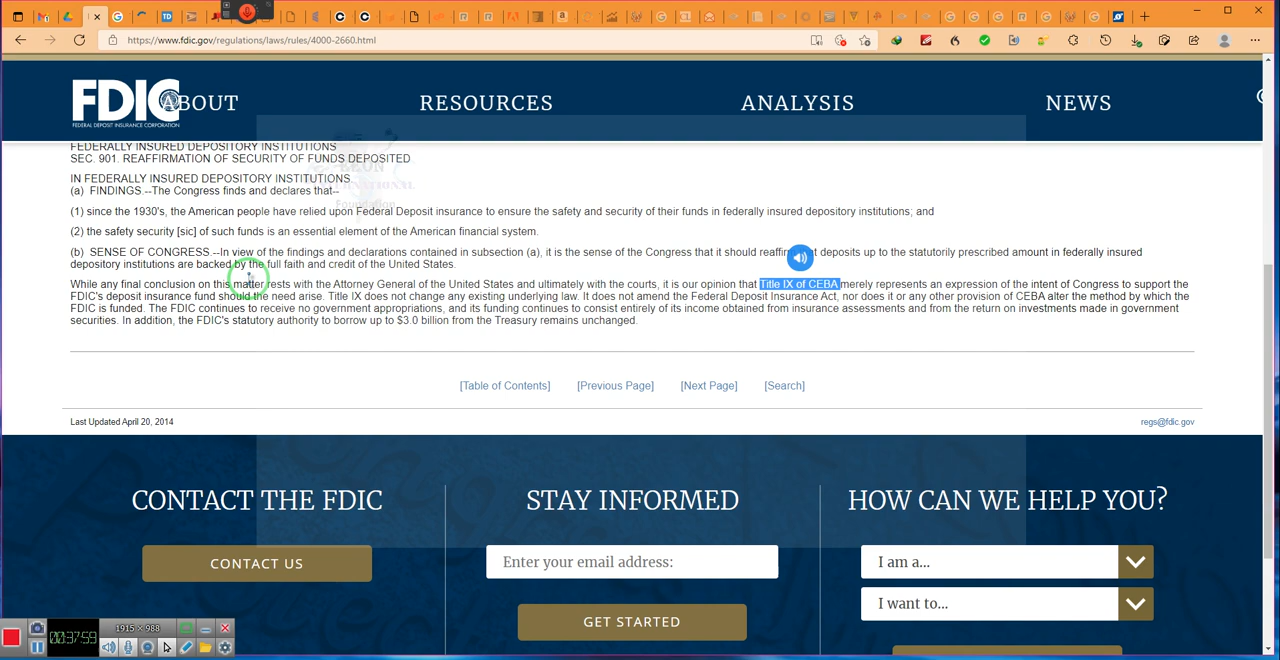 https://www.fdic.gov/regulations/laws/rules/4000-2660.html
FDIC
FEDERAL DEPOSIT INSURANCE CORPORATION
ABOUT
RESOURCES
ANALYSIS
NEWS
FEDERALLY INSURED DEPOSITORY INSTITUTIONS
SEC. 901. REAFFIRMATION OF SECURITY OF FUNDS DEPOSITED
IN FEDERALLY INSURED DEPOSITORY INSTITUTIONS
(a) FINDINGS.--The Congress finds and declares that--
(1) since the 1930's, the American people have relied upon Federal Deposit insurance to ensure the safety and security of their funds in federally insured depository institutions; and
(2) the safety security [sic] of such funds is an essential element of the American financial system.
(b) SENSE OF CONGRESS.--In view of the findings and declarations contained in subsection (a), it is the sense of the Congress that it should reaffirm that deposits up to the statutorily prescribed amount in federally insured
depository institutions are backed by the full faith and credit of the United States.
While any final conclusion on this matter rests with the Attorney General of the United States and ultimately with the courts, it is our opinion that Title IX of CEBA merely represents an expression of the intent of Congress to support the
FDIC's deposit insurance fund should the need arise. Title IX does not change any existing underlying law. It does not amend the Federal Deposit Insurance Act, nor does it or any other provision of CEBA alter the method by which the
FDIC is funded. The FDIC continues to receive no government appropriations, and its funding continues to consist entirely of its income obtained from insurance assessments and from the return on investments made in government
securities. In addition, the FDIC's statutory authority to borrow up to $3.0 billion from the Treasury remains unchanged.
[Table of Contents] [Previous Page] [Next Page] [Search]
Last Updated April 20, 2014
regs@fdic.gov
CONTACT THE FDIC
CONTACT US
STAY INFORMED
Enter your email address:
GET STARTED
HOW CAN WE HELP YOU?
I am a...
I want to...
1915 × 988
00:37:59
Foundation